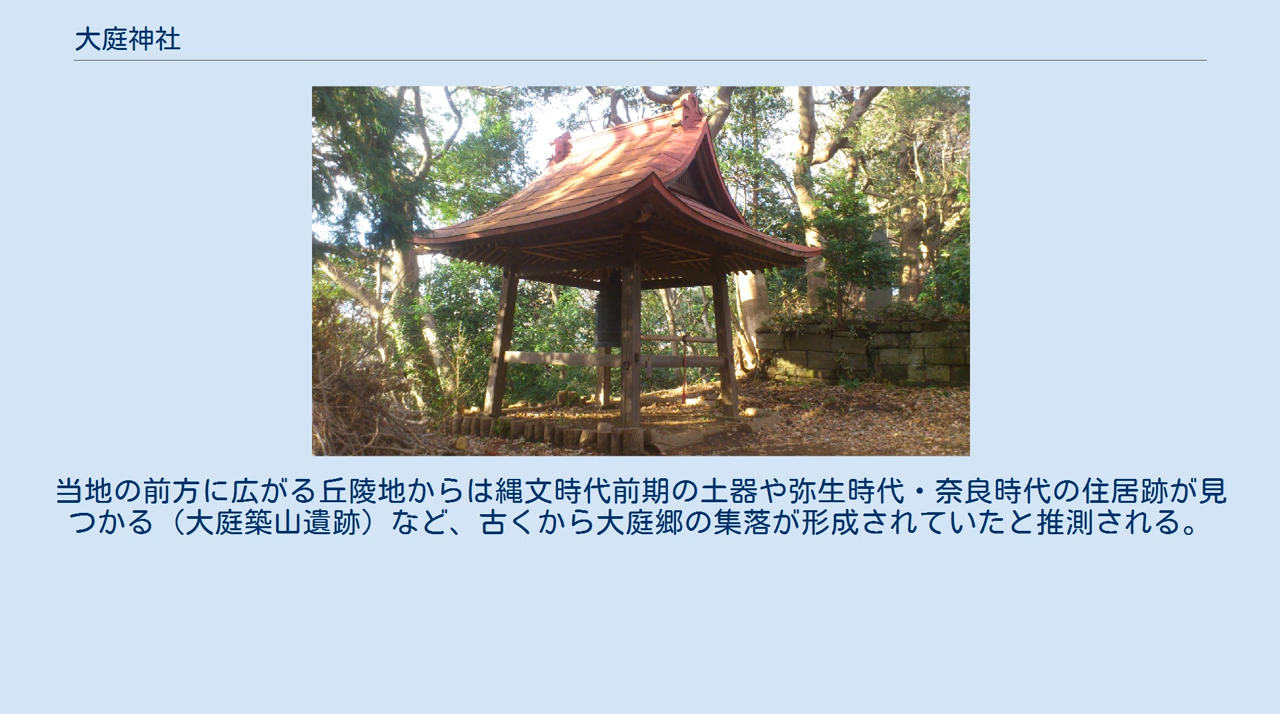 大庭神社
当地の前方に広がる丘陵地からは縄文時代前期の土器や弥生時代・奈良時代の住居跡が見
つかる（大庭築山遺跡）など、古くから大庭郷の集落が形成されていたと推測される。